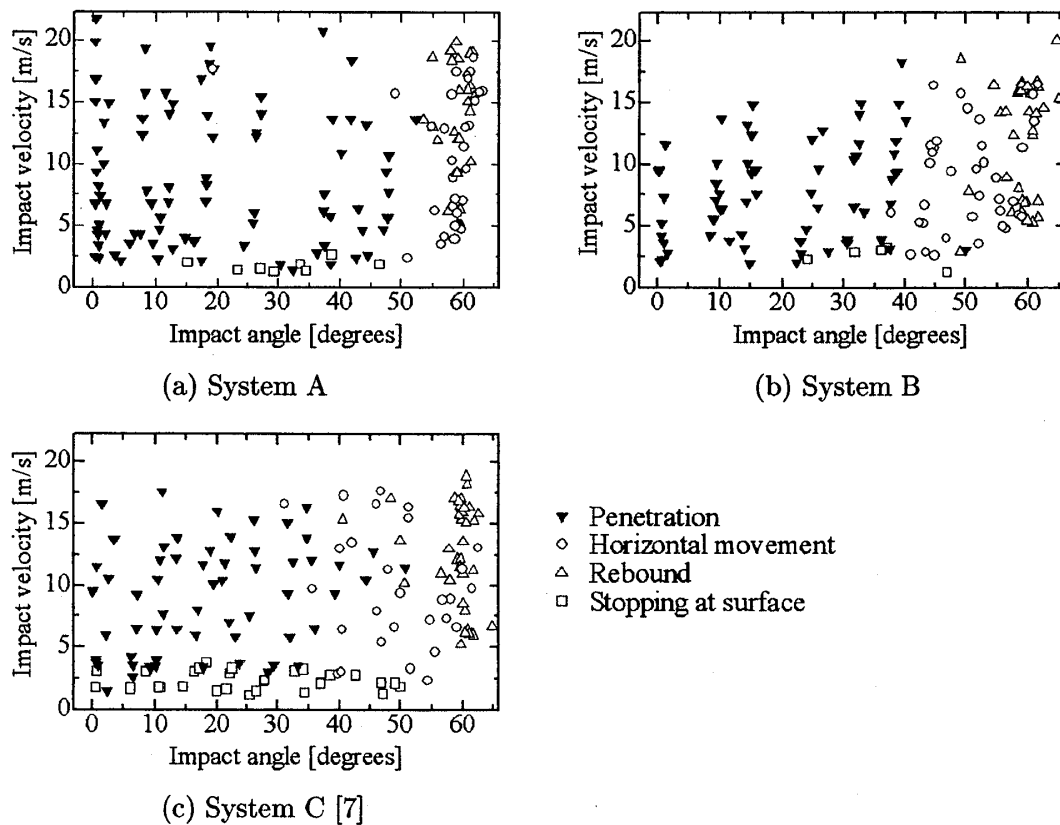 Impact velocity [m/s]
20
15
10
5
0
0 10 20 30 40 50 60
Impact angle [degrees]
(a) System A
Impact velocity [m/s]
20
15
10
5
0
0 10 20 30 40 50 60
Impact angle [degrees]
(b) System B
Impact velocity [m/s]
20
15
10
5
0
0 10 20 30 40 50 60
Impact angle [degrees]
(c) System C [7]
Penetration
Horizontal movement
Rebound
Stopping at surface